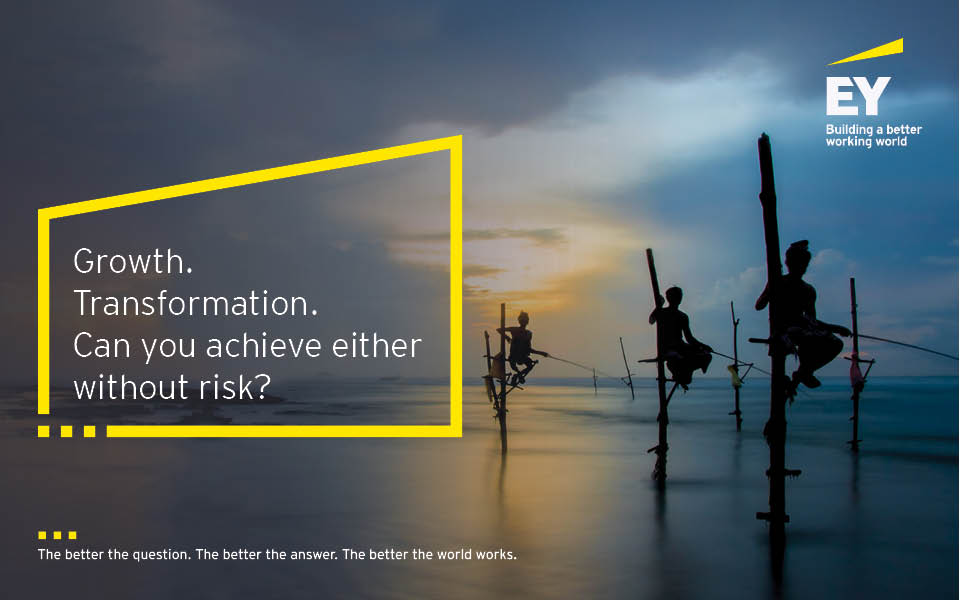 EY
Building a better
working world
Growth.
Transformation.
Can you achieve either
without risk?
The better the question. The better the answer. The better the world works.